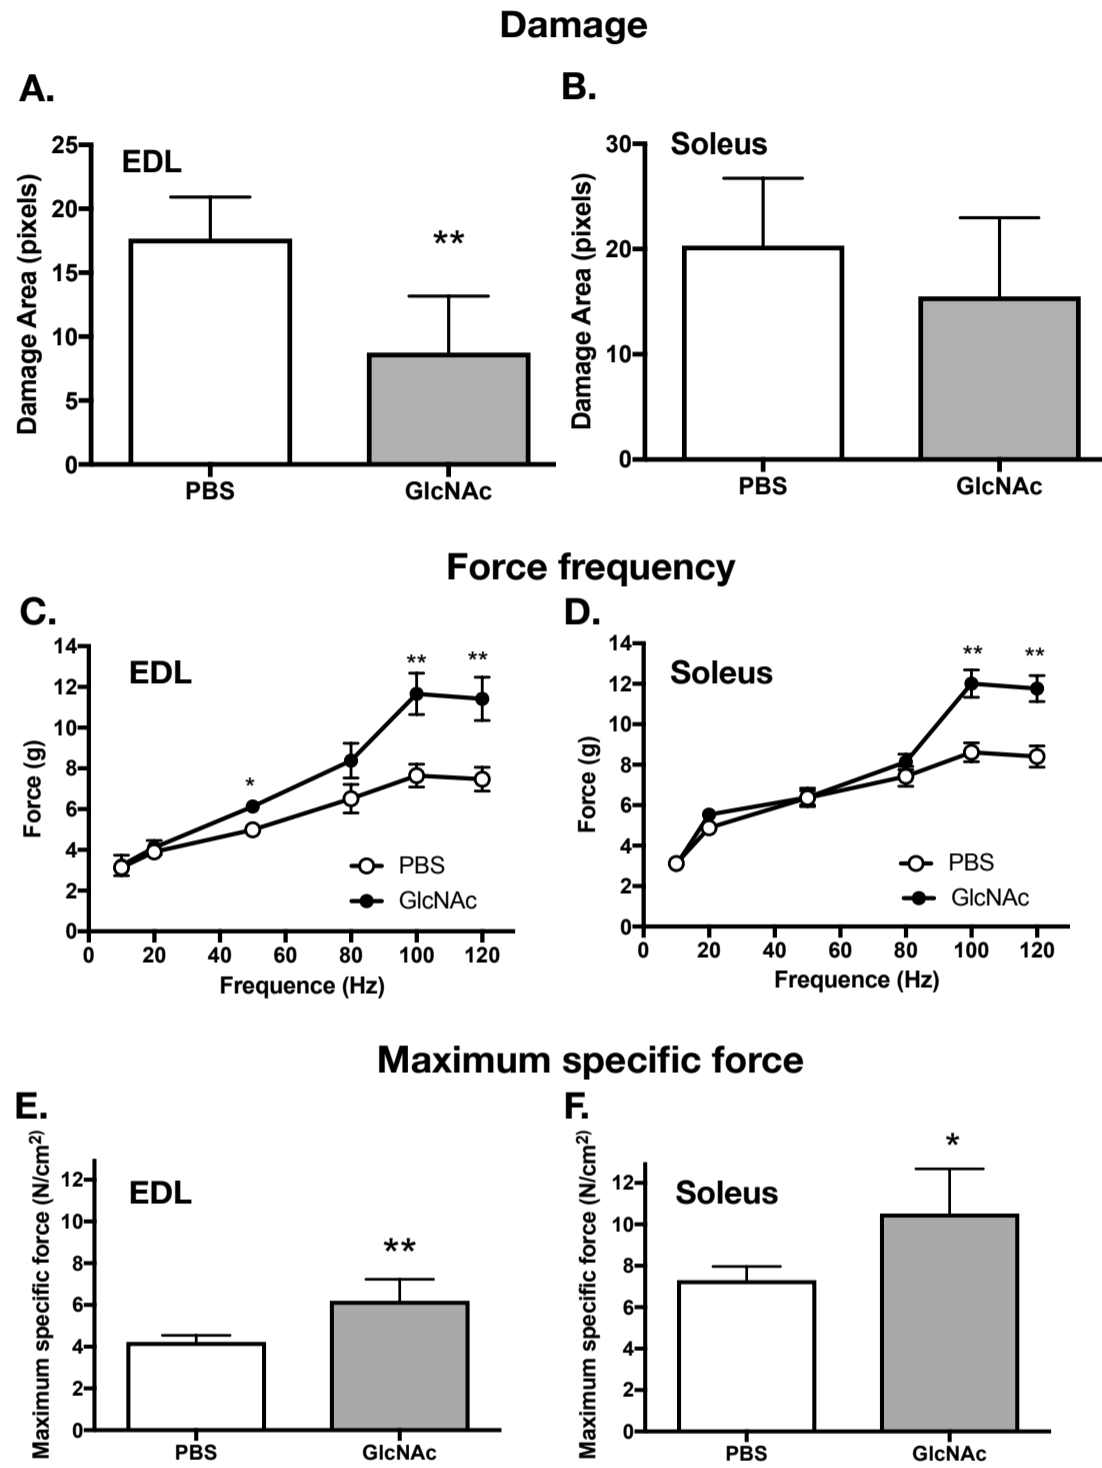 Damage
A.
EDL
Damage Area (pixels)
25
20
15
10
5
0
**
PBS
GlcNAc
B.
Soleus
Damage Area (pixels)
30
20
10
0
PBS
GlcNAc
Force frequency
C.
EDL
Force (g)
14
12
10
8
6
4
2
0
*
**
**
PBS
GlcNAc
0
20
40
60
80
100
120
Frequence (Hz)
D.
Soleus
Force (g)
14
12
10
8
6
4
2
0
**
**
PBS
GlcNAc
0
20
40
60
80
100
120
Frequence (Hz)
Maximum specific force
E.
EDL
Maximum specific force (N/cm²)
12
10
8
6
4
2
0
**
PBS
GlcNAc
F.
Soleus
Maximum specific force (N/cm²)
12
10
8
6
4
2
0
*
PBS
GlcNAc